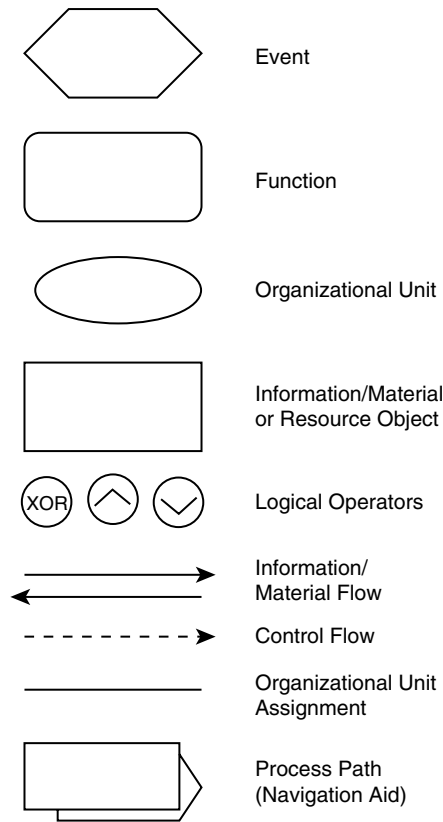 Event
Function
Organizational Unit
Information/Material
or Resource Object
XOR
Logical Operators
Information/
Material Flow
Control Flow
Organizational Unit
Assignment
Process Path
(Navigation Aid)